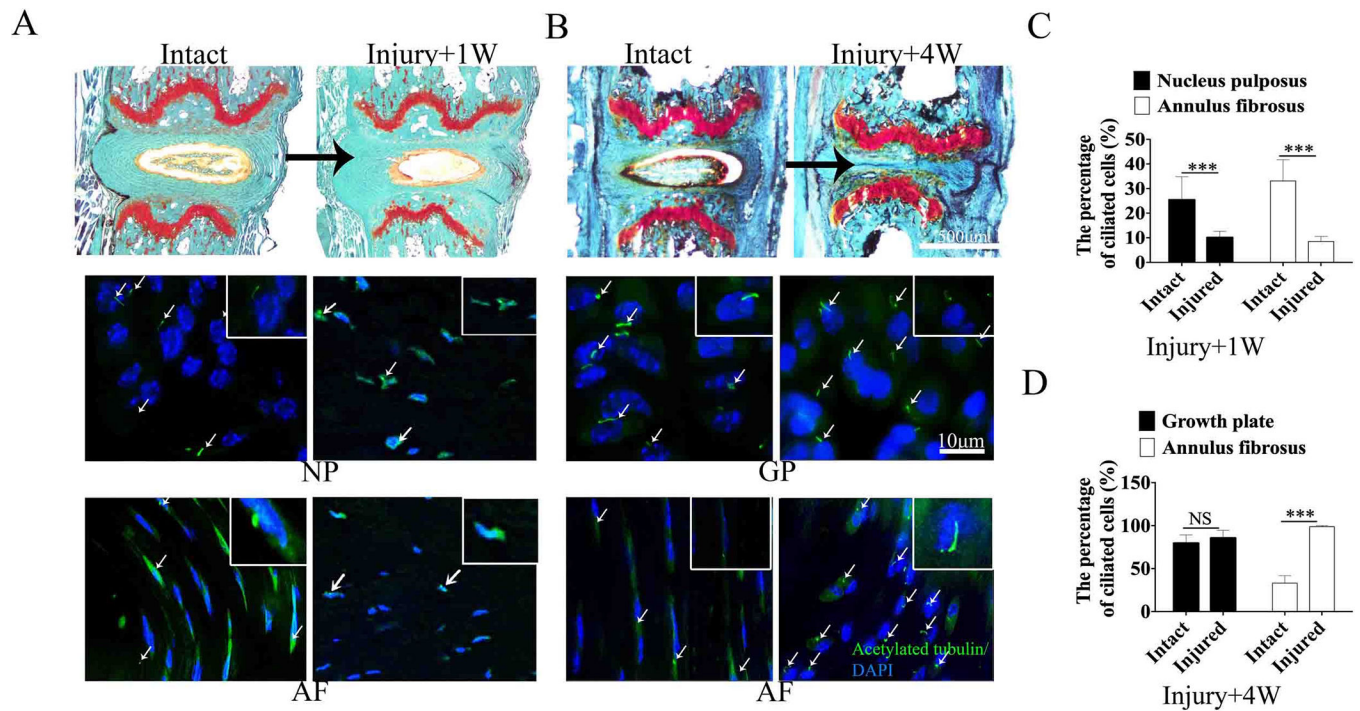 A
Intact
Injury+1W
B
Intact
Injury+4W
500μm
NP
GP
10μm
AF
AF
Acetylated tubulin/
DAPI
C
Nucleus pulposus
Annulus fibrosus
The percentage
of ciliated cells (%)
50
40
30
20
10
0
***
***
Intact
Injured
Intact
Injured
Injury+1W
D
Growth plate
Annulus fibrosus
The percentage
of ciliated cells (%)
150
100
50
0
NS
***
Intact
Injured
Intact
Injured
Injury+4W